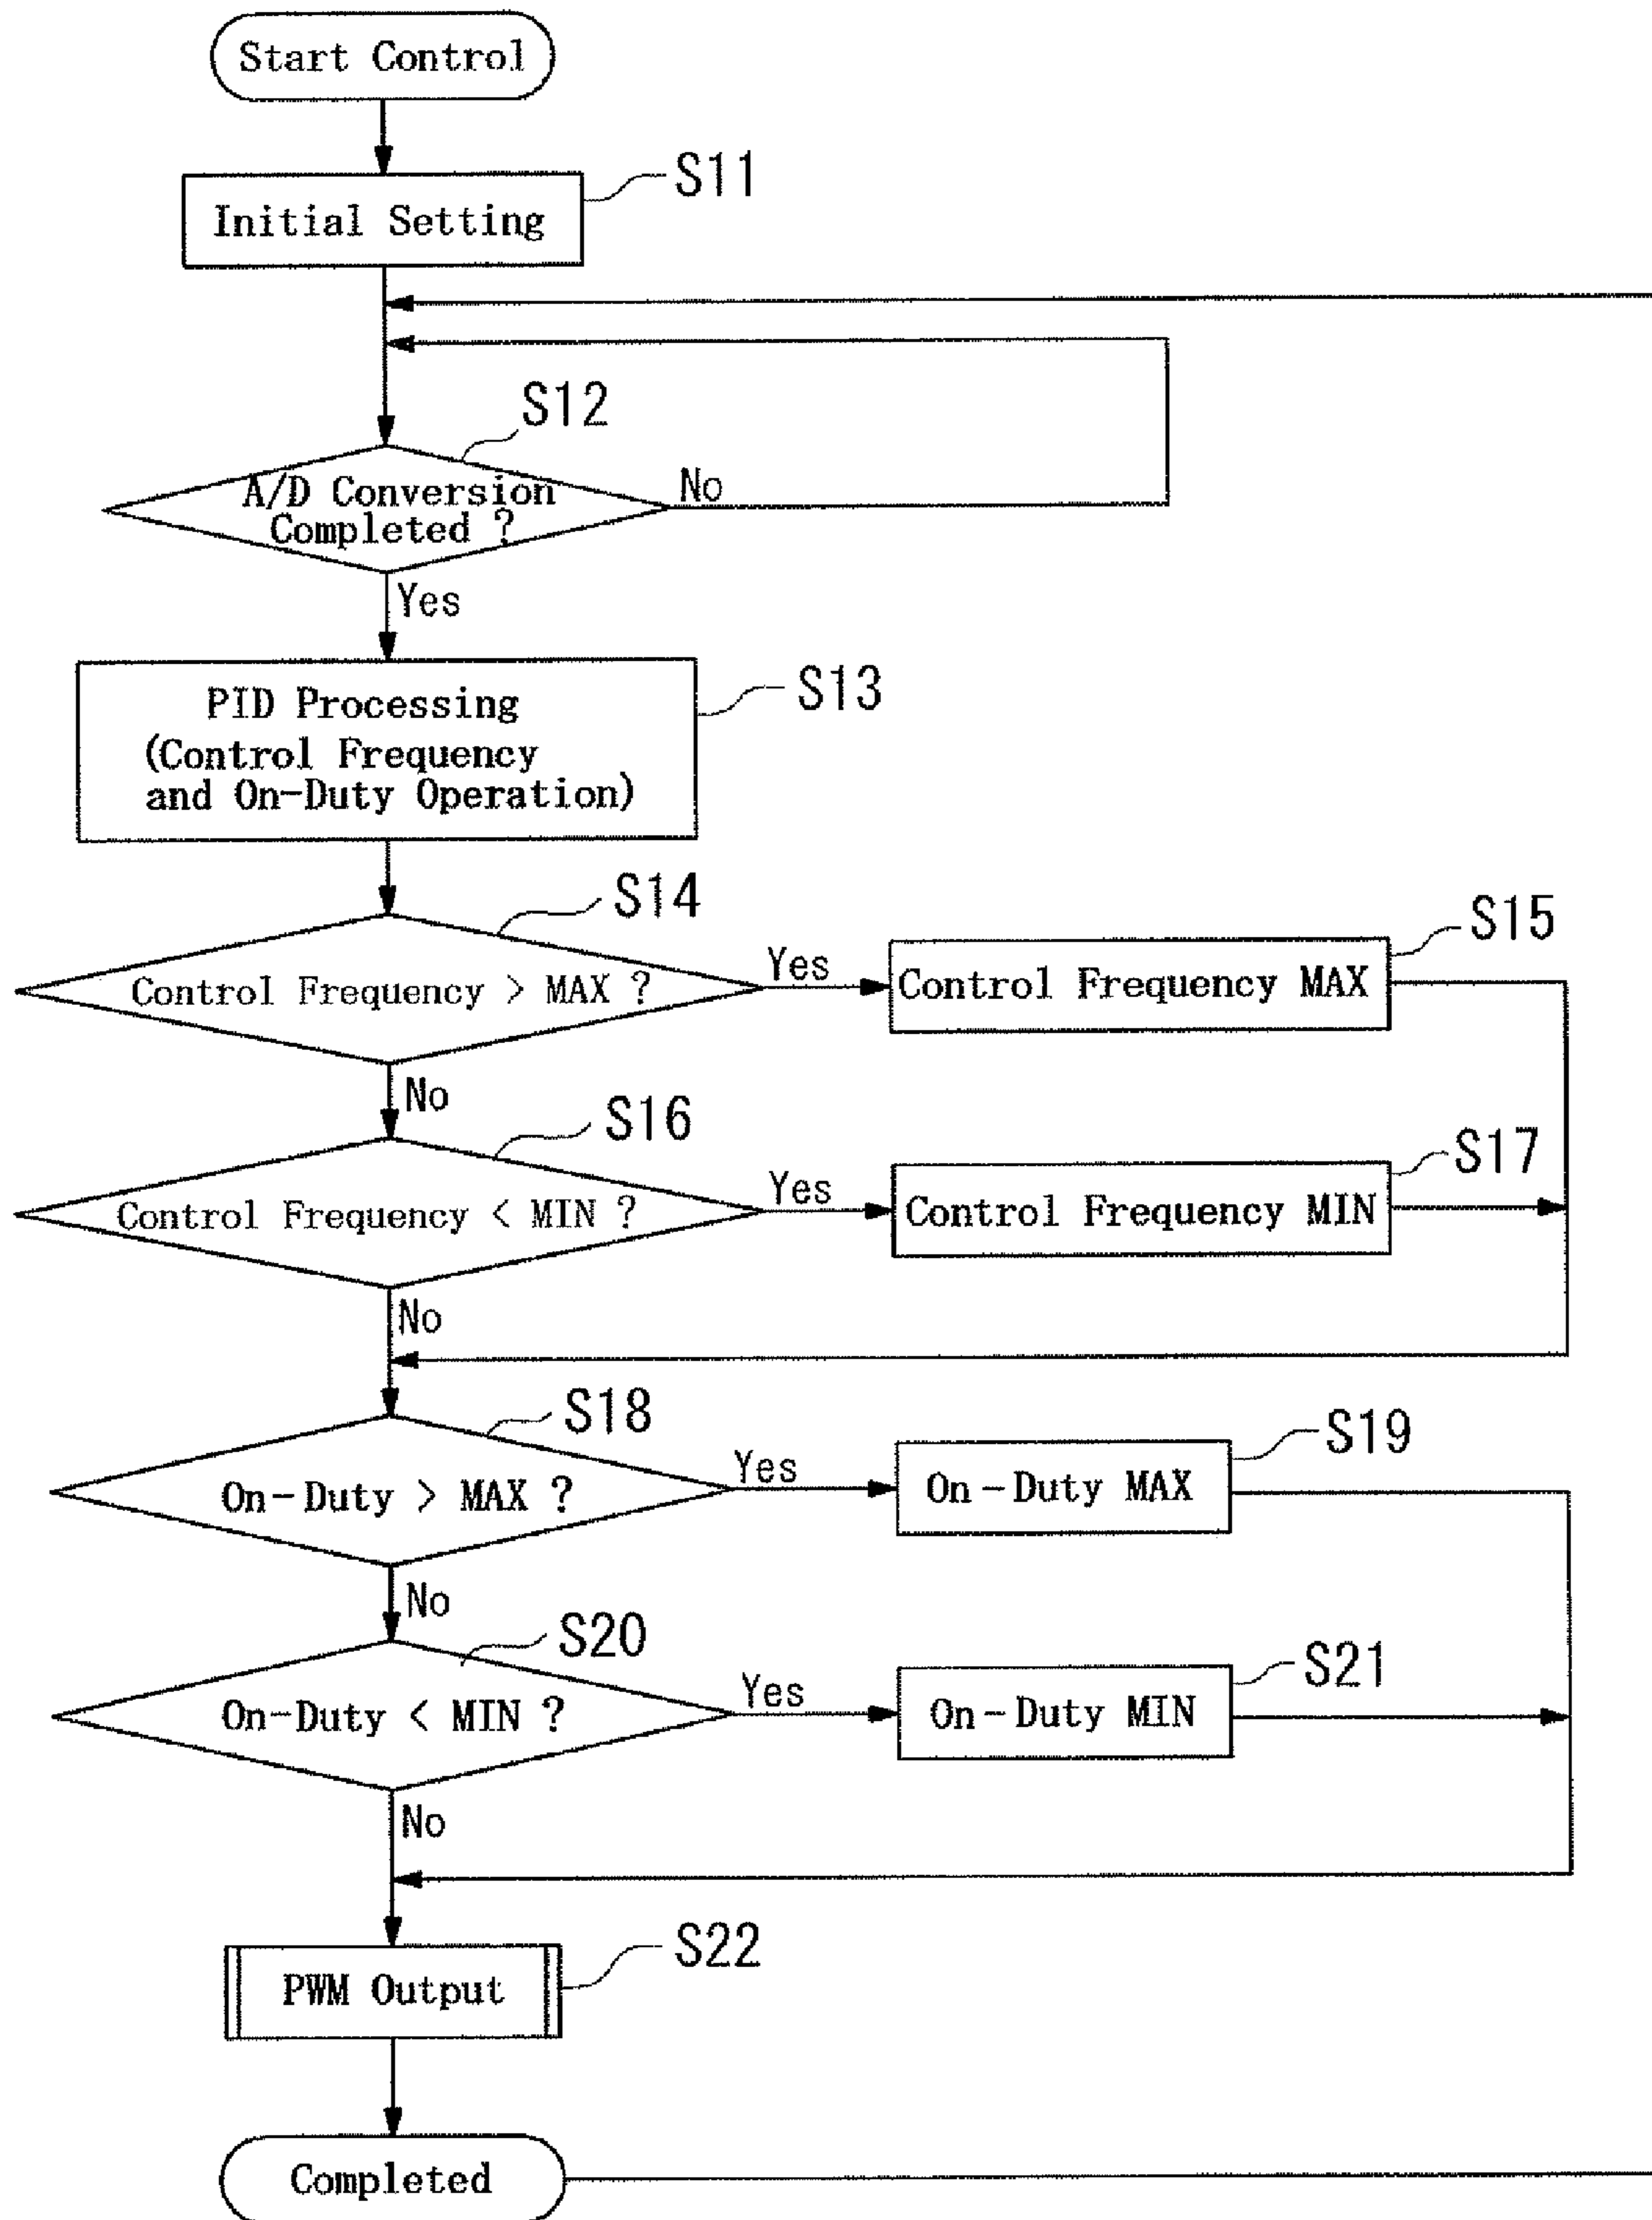 Start Control
S11
Initial Setting
S12
A/D Conversion
Completed ?
No
Yes
S13
PID Processing
(Control Frequency
and On-Duty Operation)
S14
Control Frequency > MAX ?
Yes
S15
Control Frequency MAX
No
S16
Control Frequency < MIN ?
Yes
S17
Control Frequency MIN
No
S18
On-Duty > MAX ?
Yes
S19
On-Duty MAX
No
S20
On-Duty < MIN ?
Yes
S21
On-Duty MIN
No
S22
PWM Output
Completed